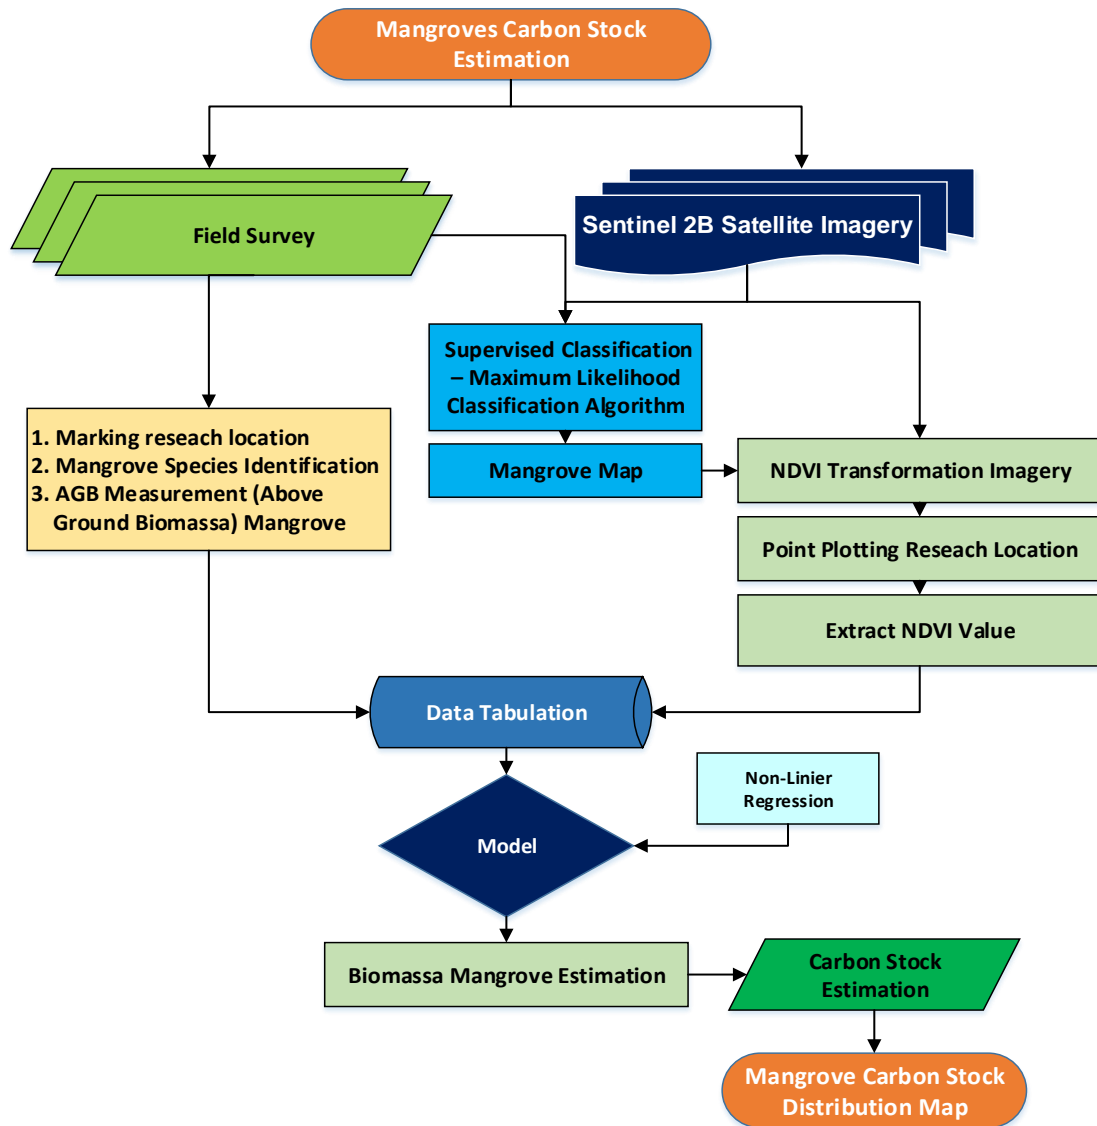 Mangroves Carbon Stock
Estimation
Field Survey
Sentinel 2B Satellite Imagery
Supervised Classification
– Maximum Likelihood
Classification Algorithm
1. Marking reseach location
2. Mangrove Species Identification
3. AGB Measurement (Above
Ground Biomassa) Mangrove
Mangrove Map
NDVI Transformation Imagery
Point Plotting Reseach Location
Extract NDVI Value
Data Tabulation
Non-Linier
Regression
Model
Biomassa Mangrove Estimation
Carbon Stock
Estimation
Mangrove Carbon Stock
Distribution Map